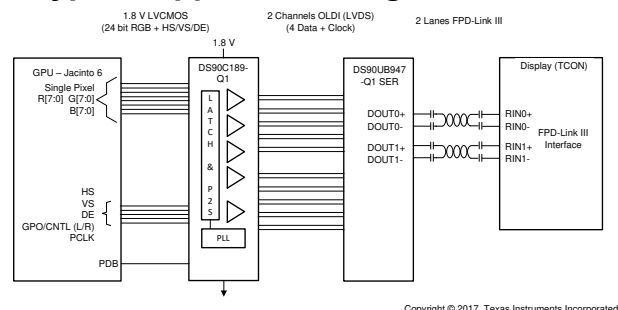 1.8 V LVCMOS
(24 bit RGB + HS/VS/DE)
2 Channels OLDI (LVDS)
(4 Data + Clock)
2 Lanes FPD-Link III
1.8 V
GPU – Jacinto 6
Single Pixel
R[7:0] G[7:0]
B[7:0]
HS
VS
DE
GPO/CNTL (L/R)
PCLK
PDB
DS90C189-
Q1
LATCH & P2S
PLL
DS90UB947
-Q1 SER
DOUT0+
DOUT0-
DOUT1+
DOUT1-
Display (TCON)
RIN0+
RIN0-
FPD-Link III
Interface
RIN1+
RIN1-
Copyright © 2017, Texas Instruments Incorporated